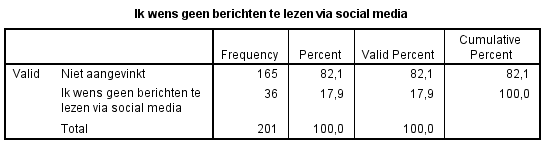 Ik wens geen berichten te lezen via social media
Frequency Percent Valid Percent Cumulative Percent
Valid Niet aangevinkt 165 82,1 82,1 82,1
Ik wens geen berichten te lezen via social media 36 17,9 17,9 100,0
Total 201 100,0 100,0